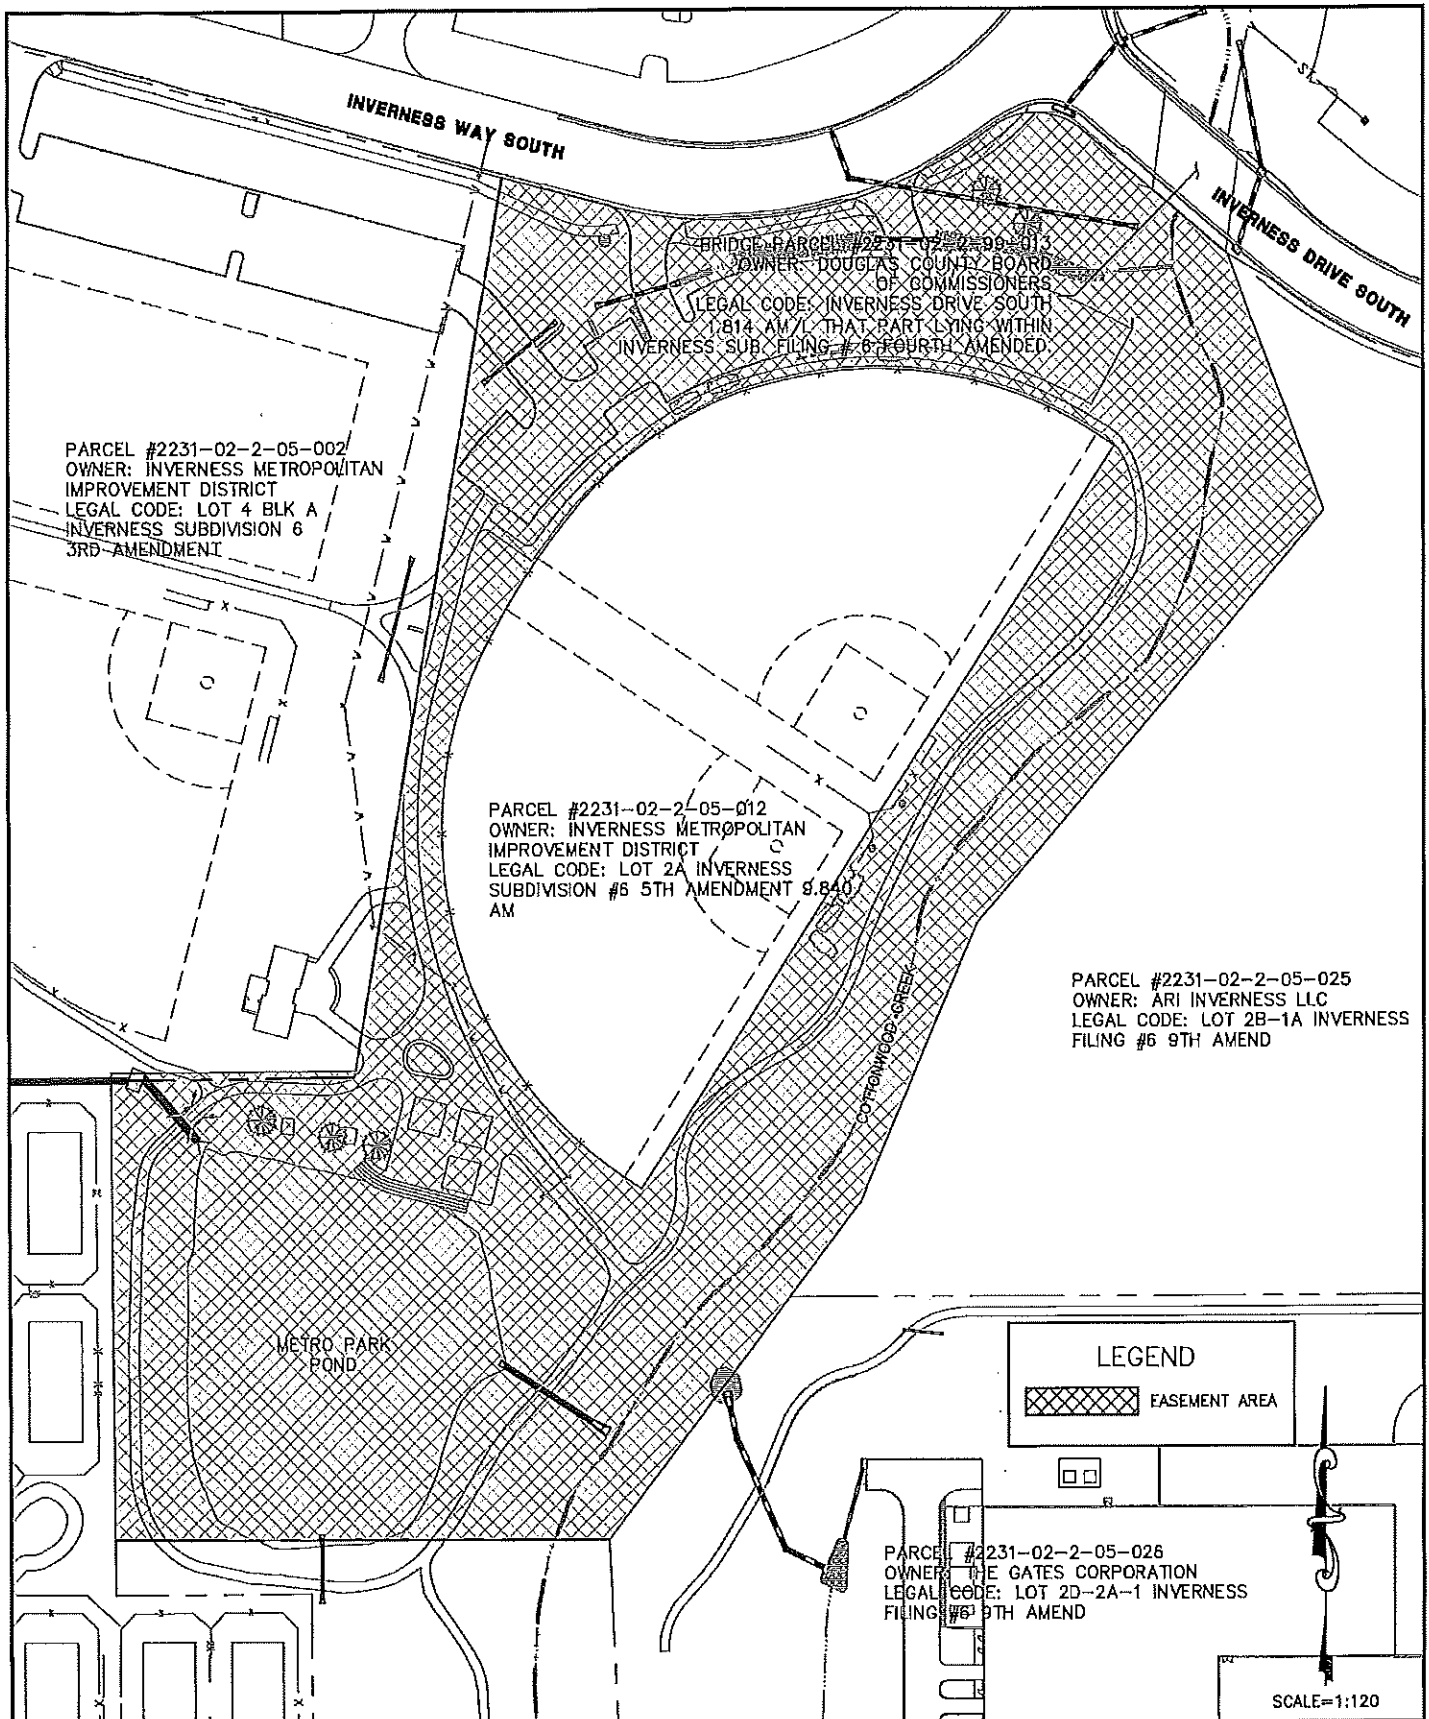 INVERNESS WAY SOUTH
INVERNESS DRIVE SOUTH
BRIDGE PARCEL #2231-02-2-99-013
OWNER: DOUGLAS COUNTY BOARD
OF COMMISSIONERS
LEGAL CODE: INVERNESS DRIVE SOUTH
1.814 AM/L THAT PART LYING WITHIN
INVERNESS SUB. FILING # 6 FOURTH AMENDED.
PARCEL #2231-02-2-05-002
OWNER: INVERNESS METROPOLITAN
IMPROVEMENT DISTRICT
LEGAL CODE: LOT 4 BLK A
INVERNESS SUBDIVISION 6
3RD AMENDMENT
PARCEL #2231-02-2-05-012
OWNER: INVERNESS METROPOLITAN
IMPROVEMENT DISTRICT
LEGAL CODE: LOT 2A INVERNESS
SUBDIVISION #6 5TH AMENDMENT 9.840
AM
COTTONWOOD CREEK
PARCEL #2231-02-2-05-025
OWNER: ARI INVERNESS LLC
LEGAL CODE: LOT 2B-1A INVERNESS
FILING #6 9TH AMEND
METRO PARK
POND
LEGEND
EASEMENT AREA
PARCEL #2231-02-2-05-026
OWNER: THE GATES CORPORATION
LEGAL CODE: LOT 2D-2A-1 INVERNESS
FILING #6 9TH AMEND
SCALE=1:120